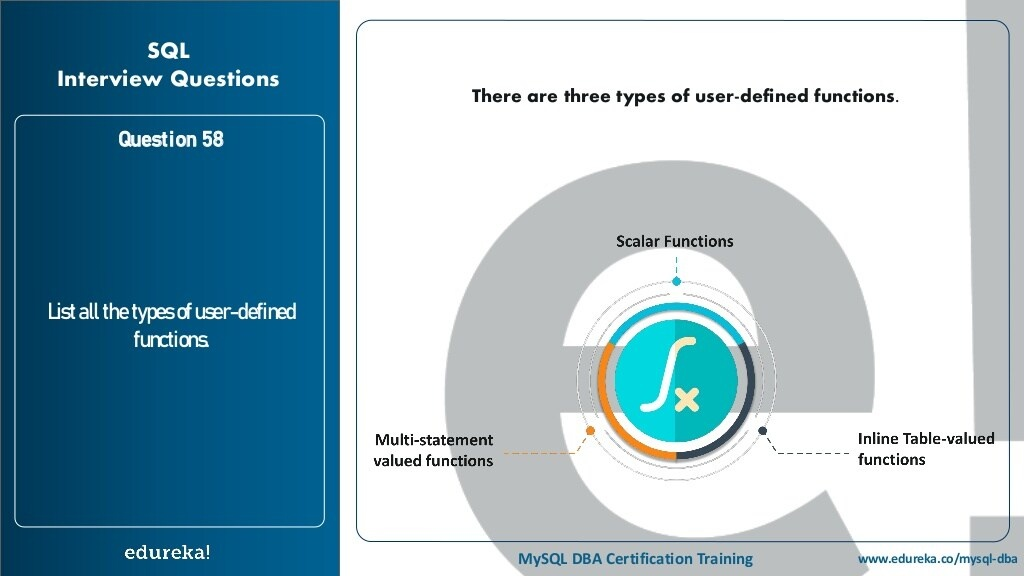 SQL
Interview Questions
Question 58
List all the types of user-defined
functions.
edureka!
There are three types of user-defined functions.
Scalar Functions
Multi-statement
valued functions
Inline Table-valued
functions
MySQL DBA Certification Training
www.edureka.co/mysql-dba